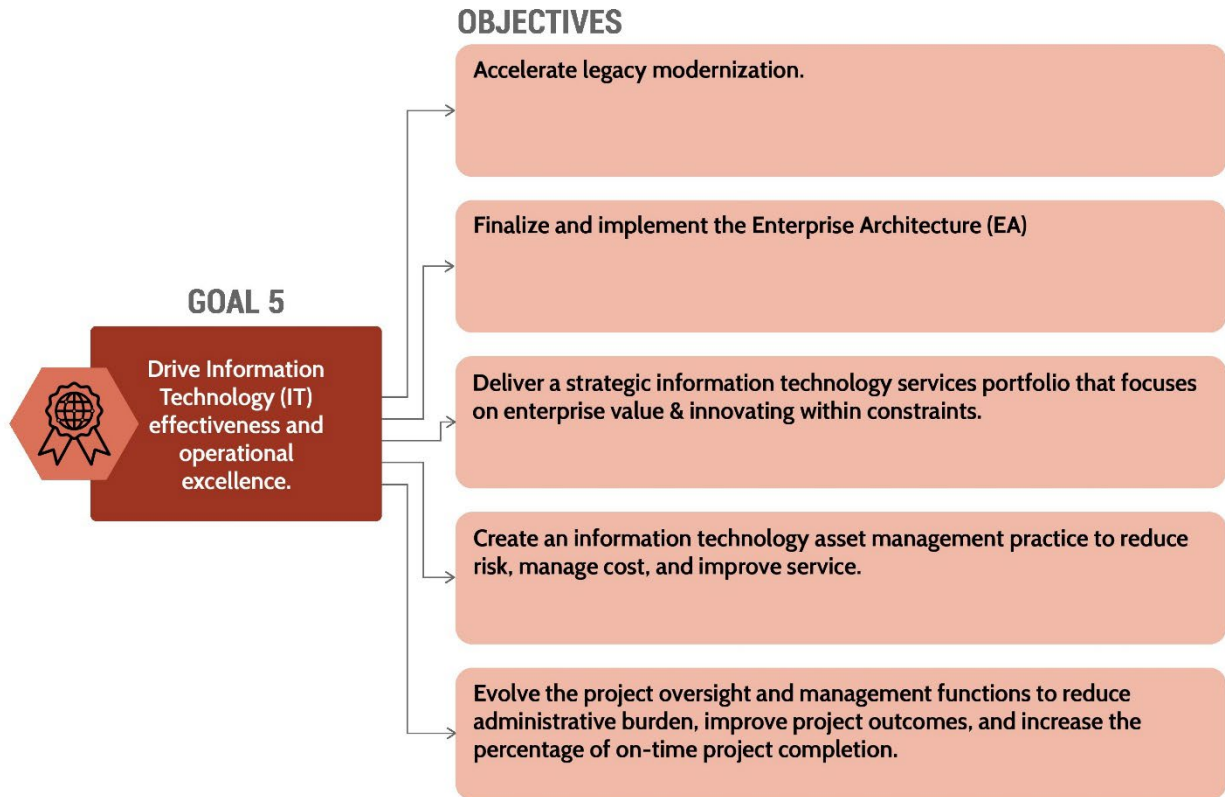 OBJECTIVES
Accelerate legacy modernization.
Finalize and implement the Enterprise Architecture (EA)
GOAL 5
Drive Information
Technology (IT)
effectiveness and
operational
excellence.
Deliver a strategic information technology services portfolio that focuses
on enterprise value & innovating within constraints.
Create an information technology asset management practice to reduce
risk, manage cost, and improve service.
Evolve the project oversight and management functions to reduce
administrative burden, improve project outcomes, and increase the
percentage of on-time project completion.